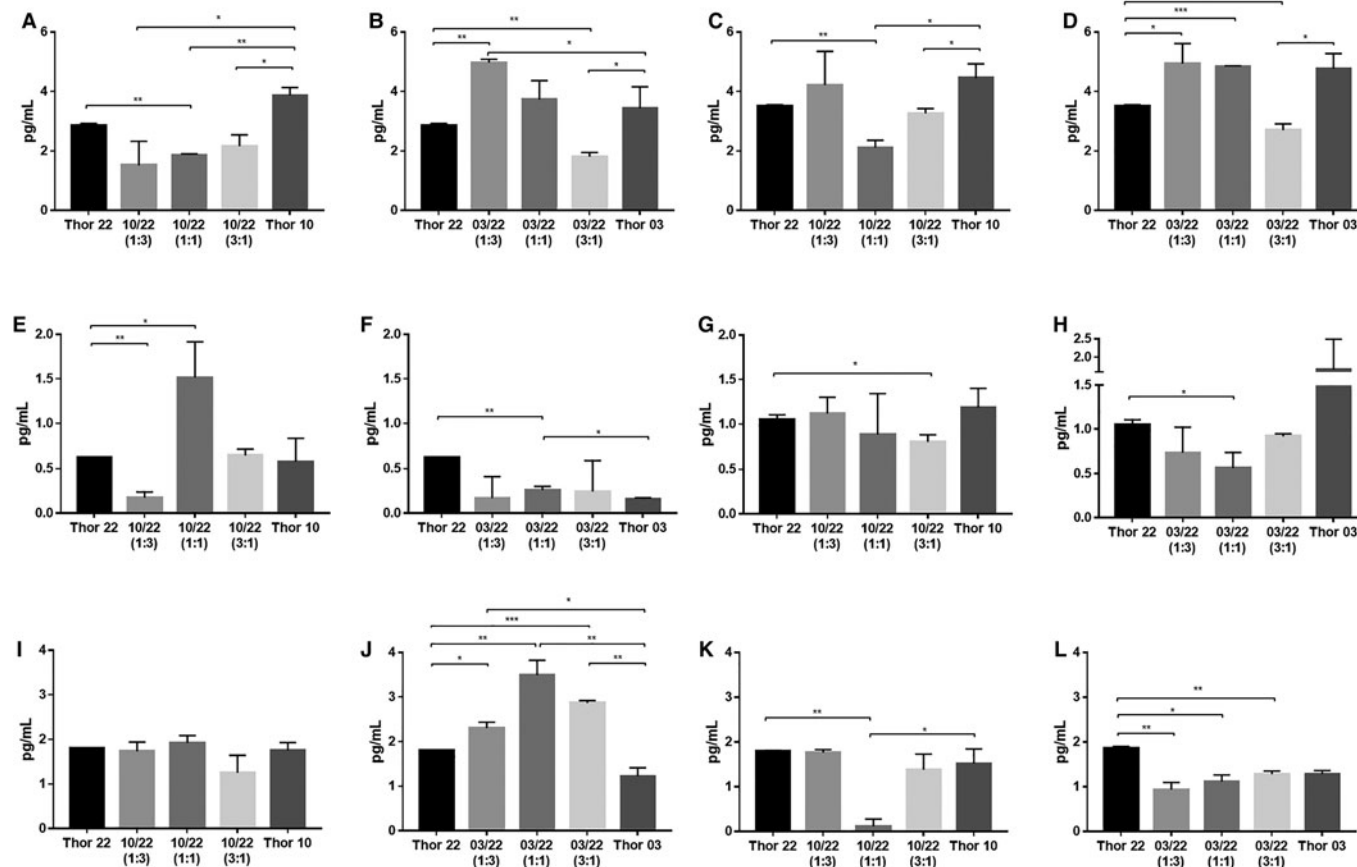 A
pg/mL
6
4
2
0
*
**
*
**
Thor 22 10/22 10/22 10/22 Thor 10
(1:3) (1:1) (3:1)
B
pg/mL
6
4
2
0
**
** *
*
Thor 22 03/22 03/22 03/22 Thor 03
(1:3) (1:1) (3:1)
C
pg/mL
6
4
2
0
*
** *
Thor 22 10/22 10/22 10/22 Thor 10
(1:3) (1:1) (3:1)
D
pg/mL
6
4
2
0
***
* *
Thor 22 03/22 03/22 03/22 Thor 03
(1:3) (1:1) (3:1)
E
pg/mL
2.0
1.5
1.0
0.5
0.0
*
**
Thor 22 10/22 10/22 10/22 Thor 10
(1:3) (1:1) (3:1)
F
pg/mL
2.0
1.5
1.0
0.5
0.0
**
*
Thor 22 03/22 03/22 03/22 Thor 03
(1:3) (1:1) (3:1)
G
pg/mL
2.0
1.5
1.0
0.5
0.0
*
Thor 22 10/22 10/22 10/22 Thor 10
(1:3) (1:1) (3:1)
H
pg/mL
2.5
2.0
1.5
1.0
0.5
0.0
*
Thor 22 03/22 03/22 03/22 Thor 03
(1:3) (1:1) (3:1)
I
pg/mL
4
3
2
1
0
Thor 22 10/22 10/22 10/22 Thor 10
(1:3) (1:1) (3:1)
J
pg/mL
4
3
2
1
0
*
***
** **
* **
Thor 22 03/22 03/22 03/22 Thor 03
(1:3) (1:1) (3:1)
K
pg/mL
4
3
2
1
0
**
*
Thor 22 10/22 10/22 10/22 Thor 10
(1:3) (1:1) (3:1)
L
pg/mL
4
3
2
1
0
**
*
**
Thor 22 03/22 03/22 03/22 Thor 03
(1:3) (1:1) (3:1)